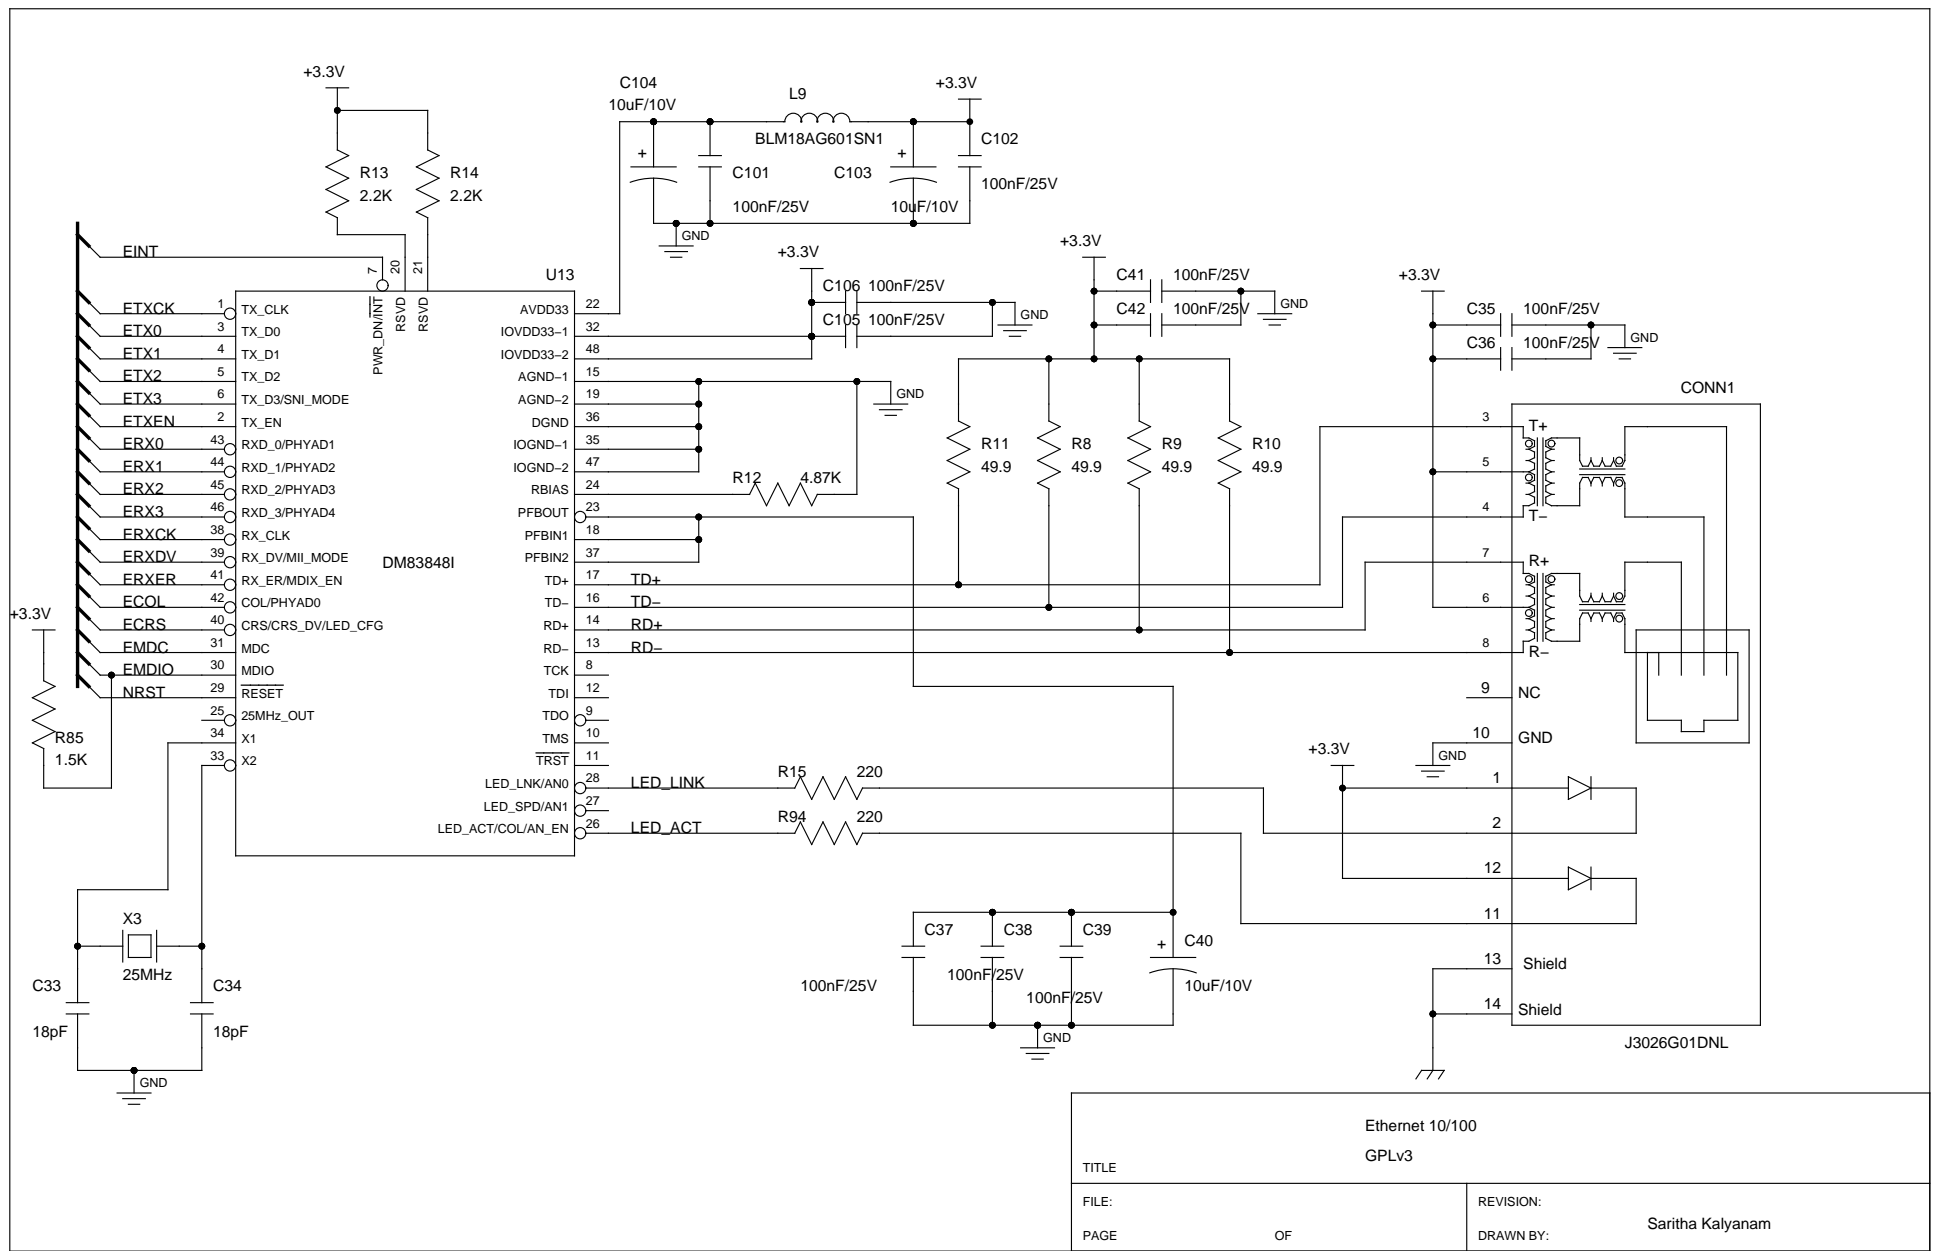 +3.3V
R13
2.2K
R14
2.2K
C104
10uF/10V
L9
BLM18AG601SN1
+3.3V
C102
100nF/25V
+
C101
100nF/25V
+
C103
10uF/10V
GND
EINT
ETXCK
ETX0
ETX1
ETX2
ETX3
ETXEN
ERX0
ERX1
ERX2
ERX3
ERXCK
ERXDV
ERXER
ECOL
ECRS
EMDC
EMDIO
NRST
+3.3V
R85
1.5K
7
20
21
PWR_DN/INT
RSVD
RSVD
U13
DM83848I
1 TX_CLK
3 TX_D0
4 TX_D1
5 TX_D2
6 TX_D3/SNI_MODE
2 TX_EN
43 RXD_0/PHYAD1
44 RXD_1/PHYAD2
45 RXD_2/PHYAD3
46 RXD_3/PHYAD4
38 RX_CLK
39 RX_DV/MII_MODE
41 RX_ER/MDIX_EN
42 COL/PHYAD0
40 CRS/CRS_DV/LED_CFG
31 MDC
30 MDIO
29 RESET
25 25MHz_OUT
34 X1
33 X2
AVDD33 22
IOVDD33−1 32
IOVDD33−2 48
AGND−1 15
AGND−2 19
DGND 36
IOGND−1 35
IOGND−2 47
RBIAS 24
PFBOUT 23
PFBIN1 18
PFBIN2 37
TD+ 17 TD+
TD− 16 TD−
RD+ 14 RD+
RD− 13 RD−
TCK 8
TDI 12
TDO 9
TMS 10
TRST 11
LED_LNK/AN0 28 LED_LINK
LED_SPD/AN1 27
LED_ACT/COL/AN_EN 26 LED_ACT
+3.3V
C106 100nF/25V
C105 100nF/25V
GND
GND
R12 4.87K
+3.3V
C41 100nF/25V
C42 100nF/25V
GND
R11
49.9
R8
49.9
R9
49.9
R10
49.9
+3.3V
C35 100nF/25V
C36 100nF/25V
GND
CONN1
3 T+
5
4 T−
7 R+
6
8 R−
9 NC
10 GND
GND
+3.3V
1
2
12
11
13 Shield
14 Shield
J3026G01DNL
R15 220
R94 220
X3
25MHz
C33
18pF
C34
18pF
GND
C37
100nF/25V
C38
100nF/25V
C39
100nF/25V
+
C40
10uF/10V
GND
Ethernet 10/100
GPLv3
TITLE
FILE:
REVISION:
PAGE OF
DRAWN BY: Saritha Kalyanam